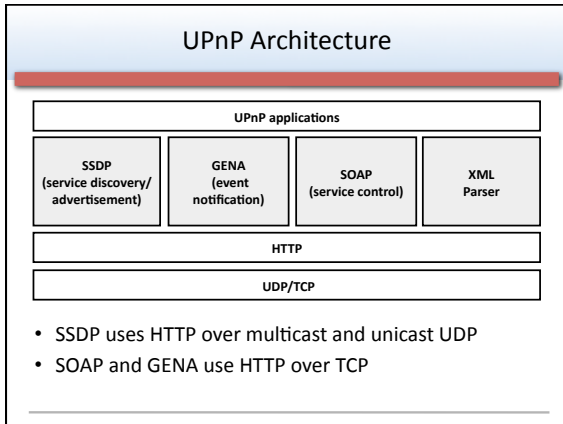 UPnP Architecture
UPnP applications
SSDP
(service discovery/
advertisement)
GENA
(event
notification)
SOAP
(service control)
XML
Parser
HTTP
UDP/TCP
• SSDP uses HTTP over multicast and unicast UDP
• SOAP and GENA use HTTP over TCP